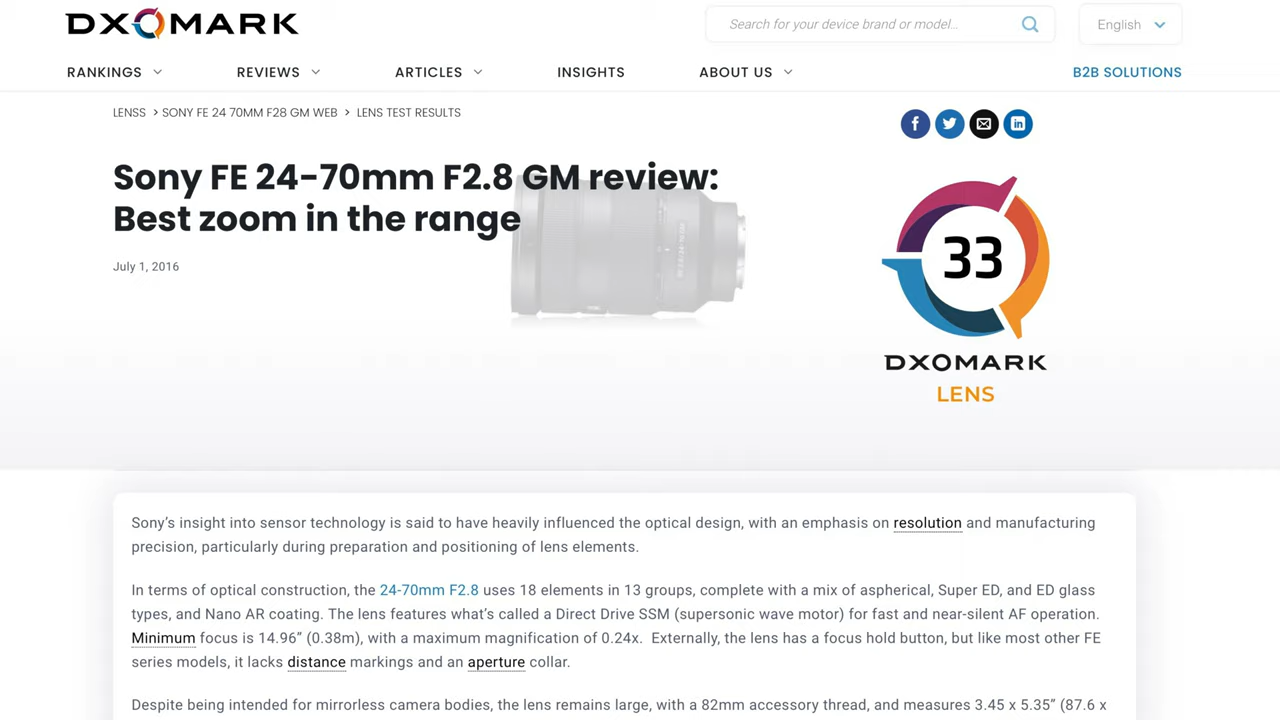 DXOMARK
Search for your device brand or model...
English
RANKINGS
REVIEWS
ARTICLES
INSIGHTS
ABOUT US
B2B SOLUTIONS
LENSS > SONY FE 24 70MM F28 GM WEB > LENS TEST RESULTS
Sony FE 24-70mm F2.8 GM review:
Best zoom in the range
July 1, 2016
33
DXOMARK
LENS
Sony’s insight into sensor technology is said to have heavily influenced the optical design, with an emphasis on resolution and manufacturing
precision, particularly during preparation and positioning of lens elements.
In terms of optical construction, the 24-70mm F2.8 uses 18 elements in 13 groups, complete with a mix of aspherical, Super ED, and ED glass
types, and Nano AR coating. The lens features what’s called a Direct Drive SSM (supersonic wave motor) for fast and near-silent AF operation.
Minimum focus is 14.96” (0.38m), with a maximum magnification of 0.24x. Externally, the lens has a focus hold button, but like most other FE
series models, it lacks distance markings and an aperture collar.
Despite being intended for mirrorless camera bodies, the lens remains large, with a 82mm accessory thread, and measures 3.45 x 5.35” (87.6 x